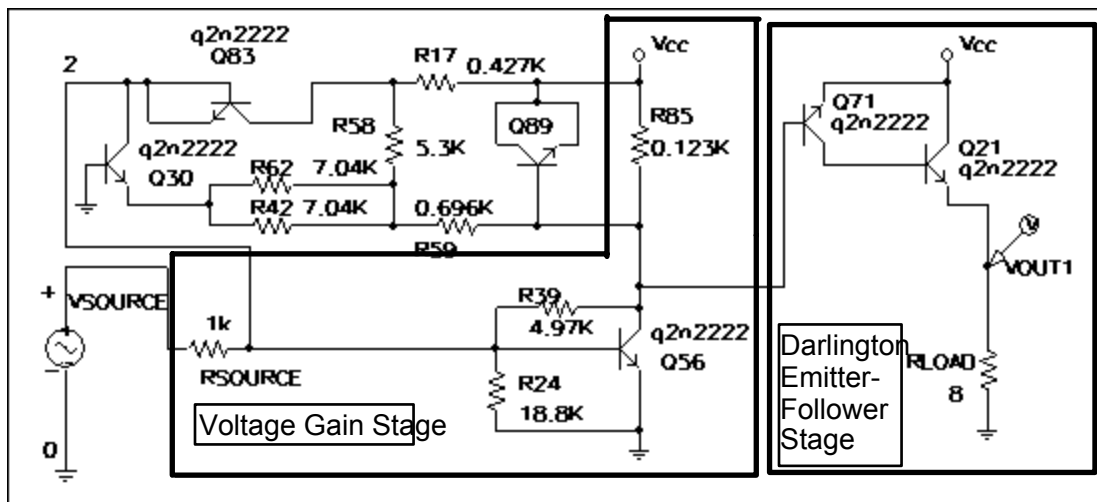 q2n2222
Q83
2
R17
0.427K
Vcc
Vcc
Q71
q2n2222
R58
5.3K
Q89
R85
0.123K
q2n2222
Q30
R62
7.04K
R42
7.04K
0.696K
R59
Q21
q2n2222
+
VSOURCE
-
0
1k
RSOURCE
R39
4.97K
q2n2222
Q56
R24
18.8K
V
VOUT1
RLOAD
8
Voltage Gain Stage
Darlington
Emitter-
Follower
Stage